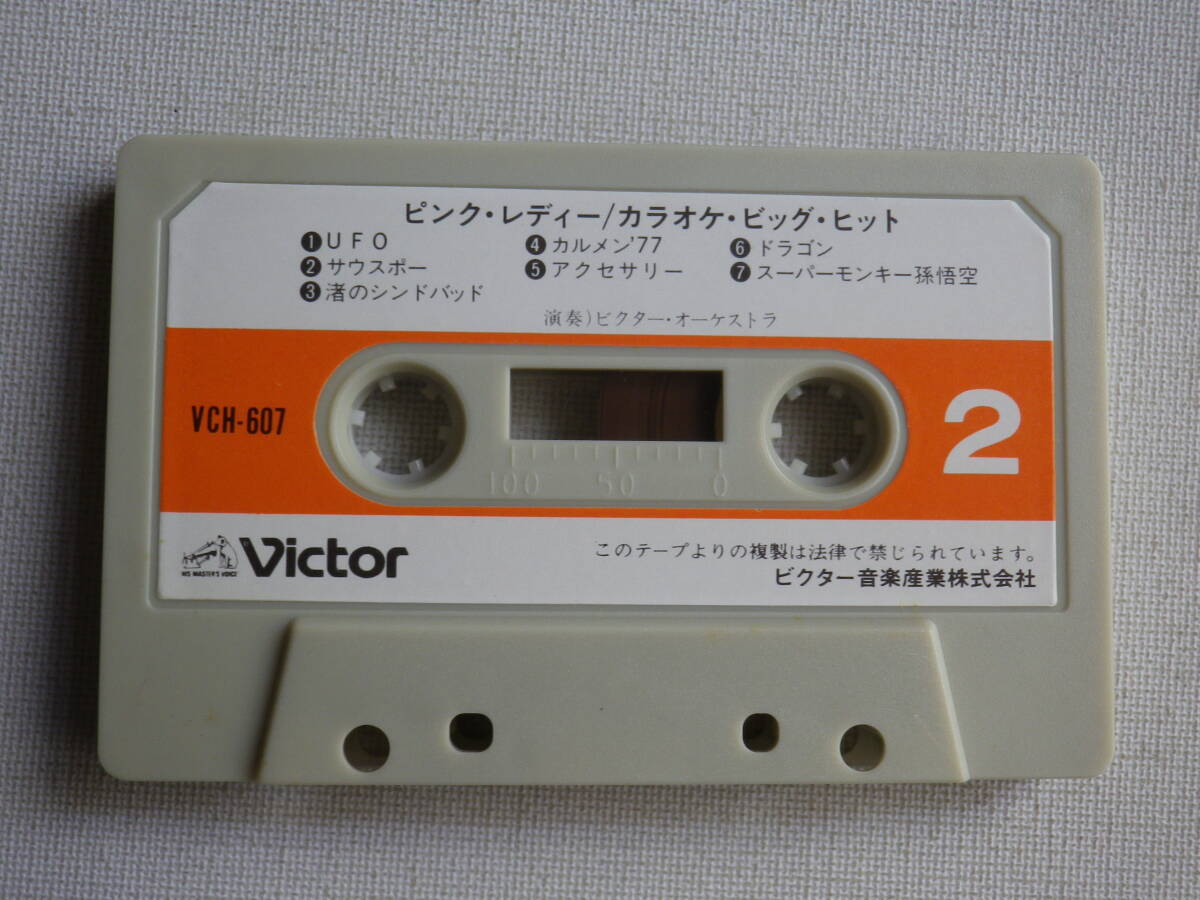 ピンク・レディー/カラオケ・ビッグ・ヒット
❶UFO
❷サウスポー
❸渚のシンドバッド
❹カルメン'77
❺アクセサリー
❻ドラゴン
❼スーパーモンキー孫悟空
演奏)ビクター・オーケストラ
VCH-607
2
100 50 0
HIS MASTER'S VOICE
Victor
このテープよりの複製は法律で禁じられています。
ビクター音楽産業株式会社